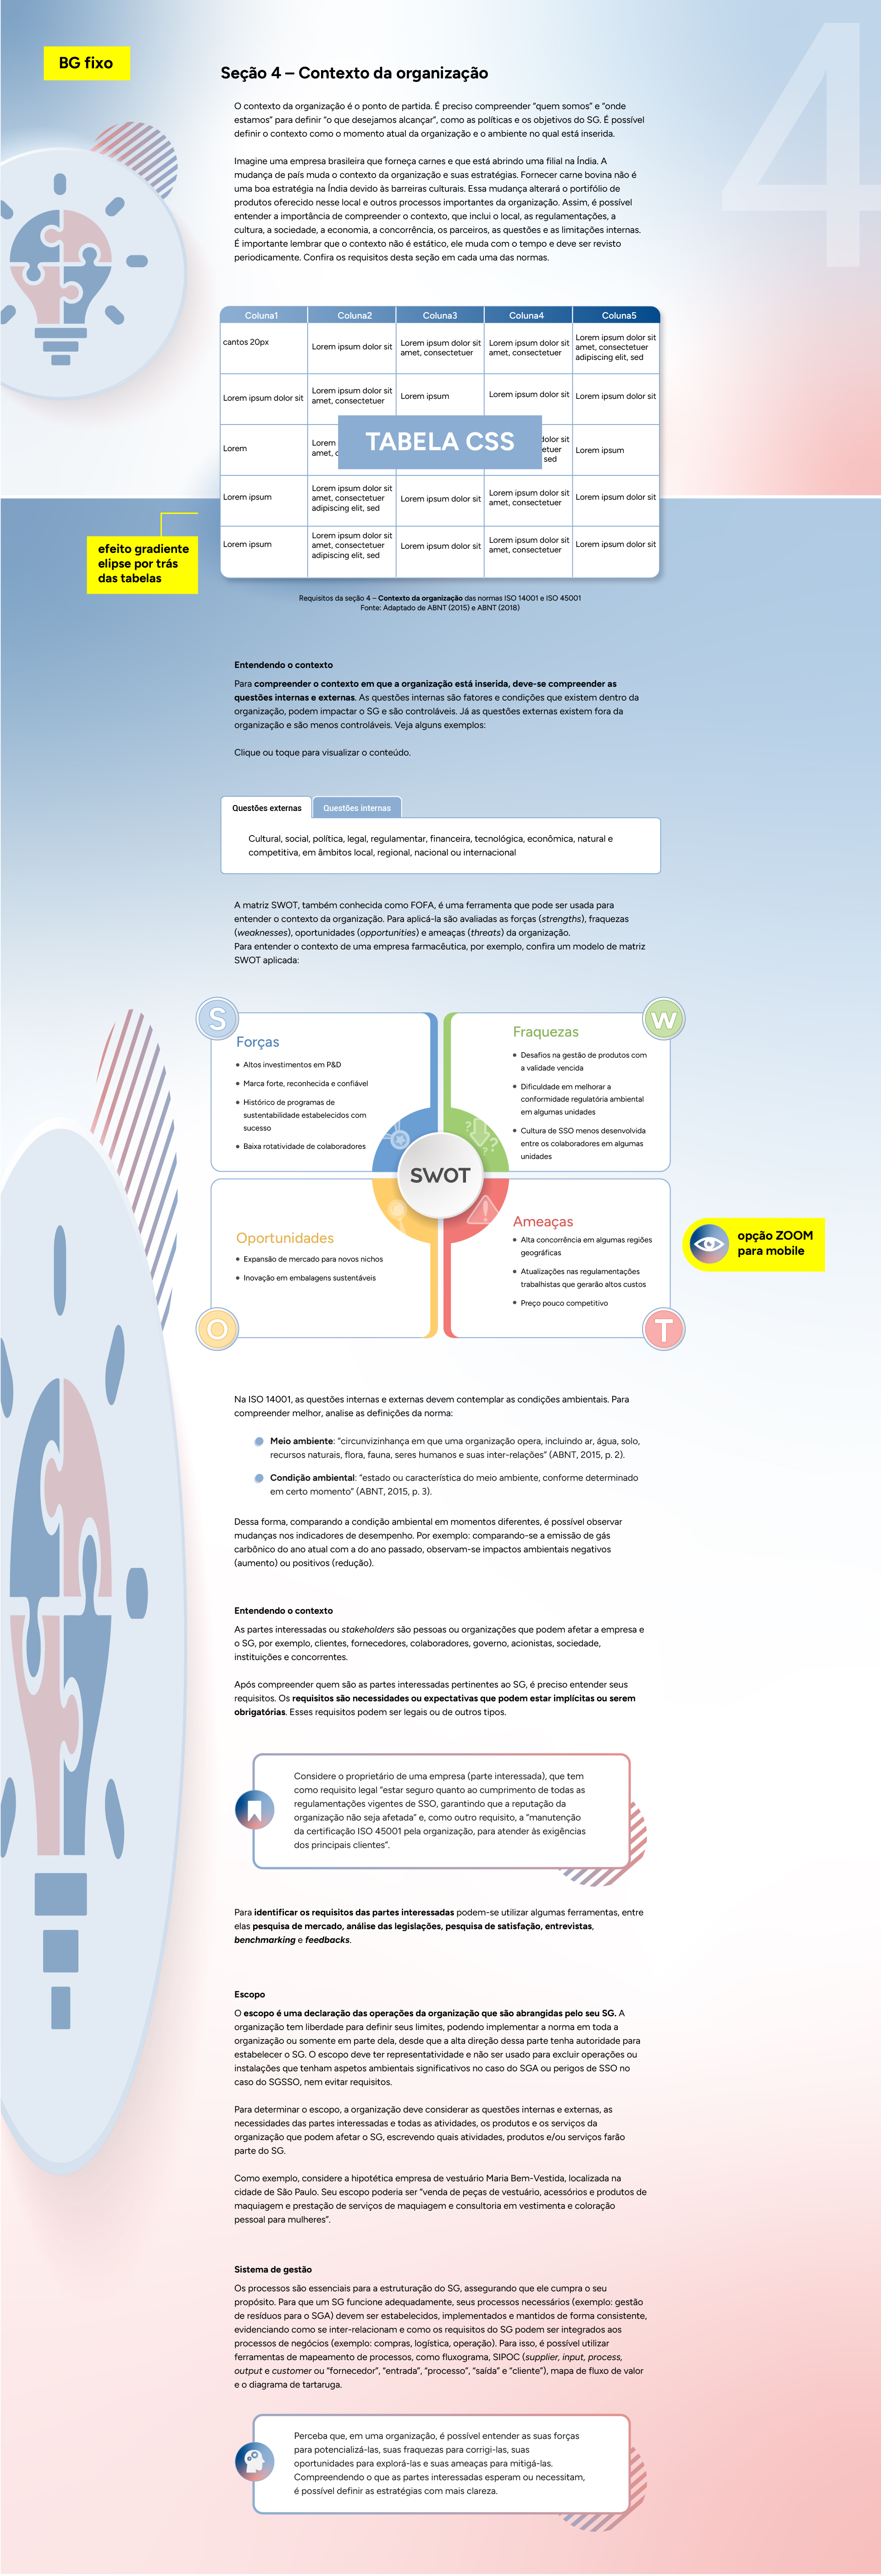 BG fixo
4
Seção 4 – Contexto da organização
O contexto da organização é o ponto de partida. É preciso compreender “quem somos” e “onde
estamos” para definir “o que desejamos alcançar”, como as políticas e os objetivos do SG. É possível
definir o contexto como o momento atual da organização e o ambiente no qual está inserida.
Imagine uma empresa brasileira que forneça carnes e que está abrindo uma filial na Índia. A
mudança de país muda o contexto da organização e suas estratégias. Fornecer carne bovina não é
uma boa estratégia na Índia devido às barreiras culturais. Essa mudança alterará o portifólio de
produtos oferecido nesse local e outros processos importantes da organização. Assim, é possível
entender a importância de compreender o contexto, que inclui o local, as regulamentações, a
cultura, a sociedade, a economia, a concorrência, os parceiros, as questões e as limitações internas.
É importante lembrar que o contexto não é estático, ele muda com o tempo e deve ser revisto
periodicamente. Confira os requisitos desta seção em cada uma das normas.
Coluna1 Coluna2 Coluna3 Coluna4 Coluna5
cantos 20px
Lorem ipsum dolor sit
Lorem ipsum dolor sit
amet, consectetuer
Lorem ipsum dolor sit
amet, consectetuer
Lorem ipsum dolor sit
amet, consectetuer
adipiscing elit, sed
Lorem ipsum dolor sit
Lorem ipsum dolor sit
amet, consectetuer
Lorem ipsum
Lorem ipsum dolor sit
Lorem ipsum dolor sit
Lorem
Lorem
amet, c
TABELA CSS
dolor sit
etuer
sed
Lorem ipsum
Lorem ipsum
Lorem ipsum dolor sit
amet, consectetuer
adipiscing elit, sed
Lorem ipsum dolor sit
Lorem ipsum dolor sit
amet, consectetuer
Lorem ipsum dolor sit
Lorem ipsum
Lorem ipsum dolor sit
amet, consectetuer
adipiscing elit, sed
Lorem ipsum dolor sit
Lorem ipsum dolor sit
amet, consectetuer
Lorem ipsum dolor sit
efeito gradiente
elipse por trás
das tabelas
Requisitos da seção 4 – Contexto da organização das normas ISO 14001 e ISO 45001
Fonte: Adaptado de ABNT (2015) e ABNT (2018)
Entendendo o contexto
Para compreender o contexto em que a organização está inserida, deve-se compreender as
questões internas e externas. As questões internas são fatores e condições que existem dentro da
organização, podem impactar o SG e são controláveis. Já as questões externas existem fora da
organização e são menos controláveis. Veja alguns exemplos:
Clique ou toque para visualizar o conteúdo.
Questões externas Questões internas
Cultural, social, política, legal, regulamentar, financeira, tecnológica, econômica, natural e
competitiva, em âmbitos local, regional, nacional ou internacional
A matriz SWOT, também conhecida como FOFA, é uma ferramenta que pode ser usada para
entender o contexto da organização. Para aplicá-la são avaliadas as forças (strengths), fraquezas
(weaknesses), oportunidades (opportunities) e ameaças (threats) da organização.
Para entender o contexto de uma empresa farmacêutica, por exemplo, confira um modelo de matriz
SWOT aplicada:
S
Forças
Altos investimentos em P&D
Marca forte, reconhecida e confiável
Histórico de programas de
sustentabilidade estabelecidos com
sucesso
Baixa rotatividade de colaboradores
W
Fraquezas
Desafios na gestão de produtos com
a validade vencida
Dificuldade em melhorar a
conformidade regulatória ambiental
em algumas unidades
Cultura de SSO menos desenvolvida
entre os colaboradores em algumas
unidades
SWOT
Oportunidades
Expansão de mercado para novos nichos
Inovação em embalagens sustentáveis
O
Ameaças
Alta concorrência em algumas regiões
geográficas
Atualizações nas regulamentações
trabalhistas que gerarão altos custos
Preço pouco competitivo
T
opção ZOOM
para mobile
Na ISO 14001, as questões internas e externas devem contemplar as condições ambientais. Para
compreender melhor, analise as definições da norma:
Meio ambiente: “circunvizinhança em que uma organização opera, incluindo ar, água, solo,
recursos naturais, flora, fauna, seres humanos e suas inter-relações” (ABNT, 2015, p. 2).
Condição ambiental: “estado ou característica do meio ambiente, conforme determinado
em certo momento” (ABNT, 2015, p. 3).
Dessa forma, comparando a condição ambiental em momentos diferentes, é possível observar
mudanças nos indicadores de desempenho. Por exemplo: comparando-se a emissão de gás
carbônico do ano atual com a do ano passado, observam-se impactos ambientais negativos
(aumento) ou positivos (redução).
Entendendo o contexto
As partes interessadas ou stakeholders são pessoas ou organizações que podem afetar a empresa e
o SG, por exemplo, clientes, fornecedores, colaboradores, governo, acionistas, sociedade,
instituições e concorrentes.
Após compreender quem são as partes interessadas pertinentes ao SG, é preciso entender seus
requisitos. Os requisitos são necessidades ou expectativas que podem estar implícitas ou serem
obrigatórias. Esses requisitos podem ser legais ou de outros tipos.
Considere o proprietário de uma empresa (parte interessada), que tem
como requisito legal “estar seguro quanto ao cumprimento de todas as
regulamentações vigentes de SSO, garantindo que a reputação da
organização não seja afetada” e, como outro requisito, a “manutenção
da certificação ISO 45001 pela organização, para atender às exigências
dos principais clientes”.
Para identificar os requisitos das partes interessadas podem-se utilizar algumas ferramentas, entre
elas pesquisa de mercado, análise das legislações, pesquisa de satisfação, entrevistas,
benchmarking e feedbacks.
Escopo
O escopo é uma declaração das operações da organização que são abrangidas pelo seu SG. A
organização tem liberdade para definir seus limites, podendo implementar a norma em toda a
organização ou somente em parte dela, desde que a alta direção dessa parte tenha autoridade para
estabelecer o SG. O escopo deve ter representatividade e não ser usado para excluir operações ou
instalações que tenham aspetos ambientais significativos no caso do SGA ou perigos de SSO no
caso do SGSSO, nem evitar requisitos.
Para determinar o escopo, a organização deve considerar as questões internas e externas, as
necessidades das partes interessadas e todas as atividades, os produtos e os serviços da
organização que podem afetar o SG, escrevendo quais atividades, produtos e/ou serviços farão
parte do SG.
Como exemplo, considere a hipotética empresa de vestuário Maria Bem-Vestida, localizada na
cidade de São Paulo. Seu escopo poderia ser “venda de peças de vestuário, acessórios e produtos de
maquiagem e prestação de serviços de maquiagem e consultoria em vestimenta e coloração
pessoal para mulheres”.
Sistema de gestão
Os processos são essenciais para a estruturação do SG, assegurando que ele cumpra o seu
propósito. Para que um SG funcione adequadamente, seus processos necessários (exemplo: gestão
de resíduos para o SGA) devem ser estabelecidos, implementados e mantidos de forma consistente,
evidenciando como se inter-relacionam e como os requisitos do SG podem ser integrados aos
processos de negócios (exemplo: compras, logística, operação). Para isso, é possível utilizar
ferramentas de mapeamento de processos, como fluxograma, SIPOC (supplier, input, process,
output e customer ou “fornecedor”, “entrada”, “processo”, “saída” e “cliente”), mapa de fluxo de valor
e o diagrama de tartaruga.
Perceba que, em uma organização, é possível entender as suas forças
para potencializá-las, suas fraquezas para corrigi-las, suas
oportunidades para explorá-las e suas ameaças para mitigá-las.
Compreendendo o que as partes interessadas esperam ou necessitam,
é possível definir as estratégias com mais clareza.